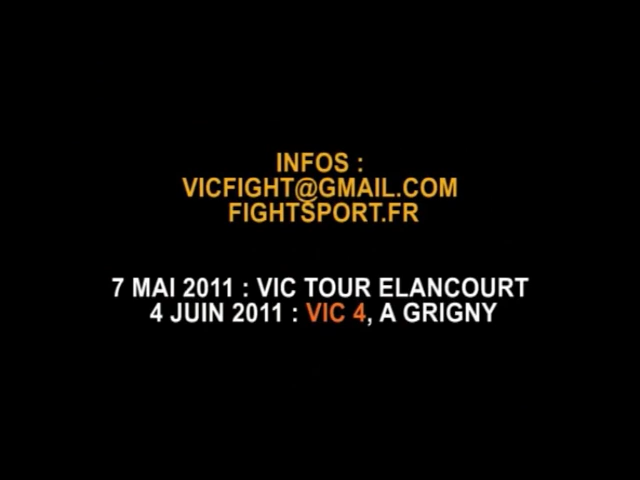 INFOS :
VICFIGHT@GMAIL.COM
FIGHTSPORT.FR
7 MAI 2011 : VIC TOUR ELANCOURT
4 JUIN 2011 : VIC 4, A GRIGNY